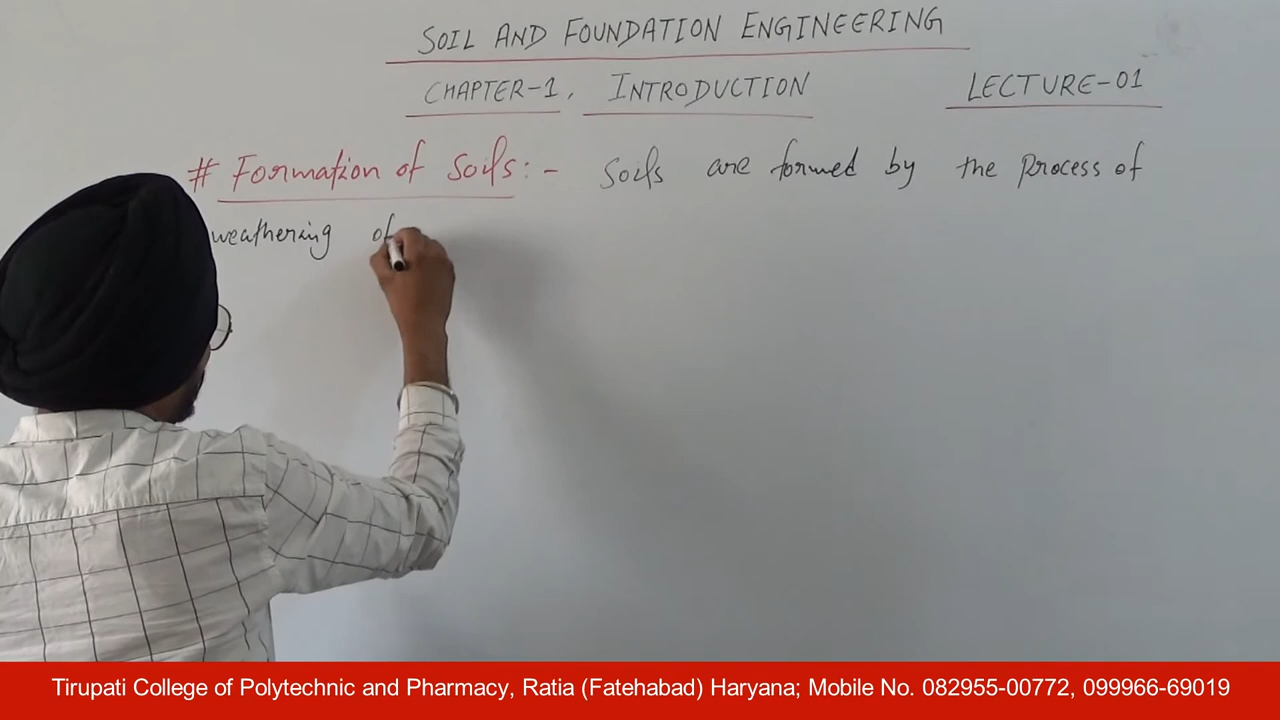 SOIL AND FOUNDATION ENGINEERING
CHAPTER-1, INTRODUCTION LECTURE-01
# Formation of Soils:- Soils are formed by the process of
weathering of
Tirupati College of Polytechnic and Pharmacy, Ratia (Fatehabad) Haryana; Mobile No. 082955-00772, 099966-69019